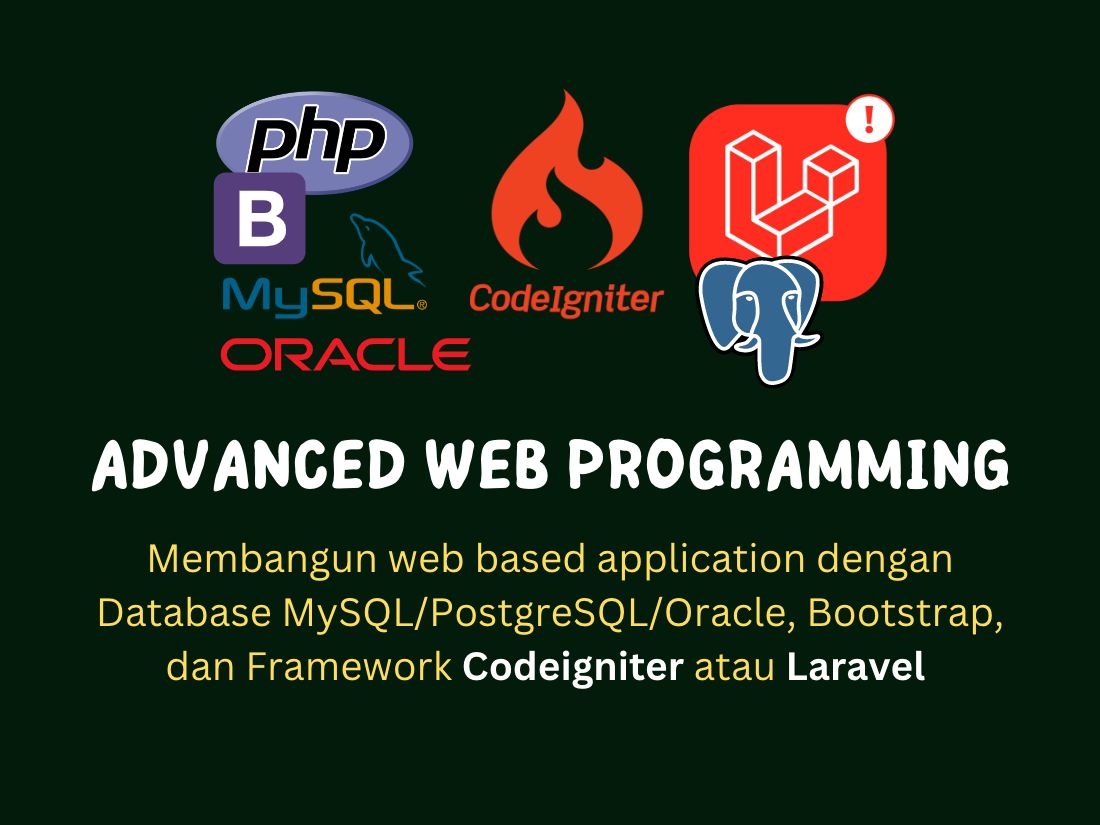 php
B
MySQL®
CodeIgniter
!
ORACLE
ADVANCED WEB PROGRAMMING
Membangun web based application dengan
Database MySQL/PostgreSQL/Oracle, Bootstrap,
dan Framework Codeigniter atau Laravel